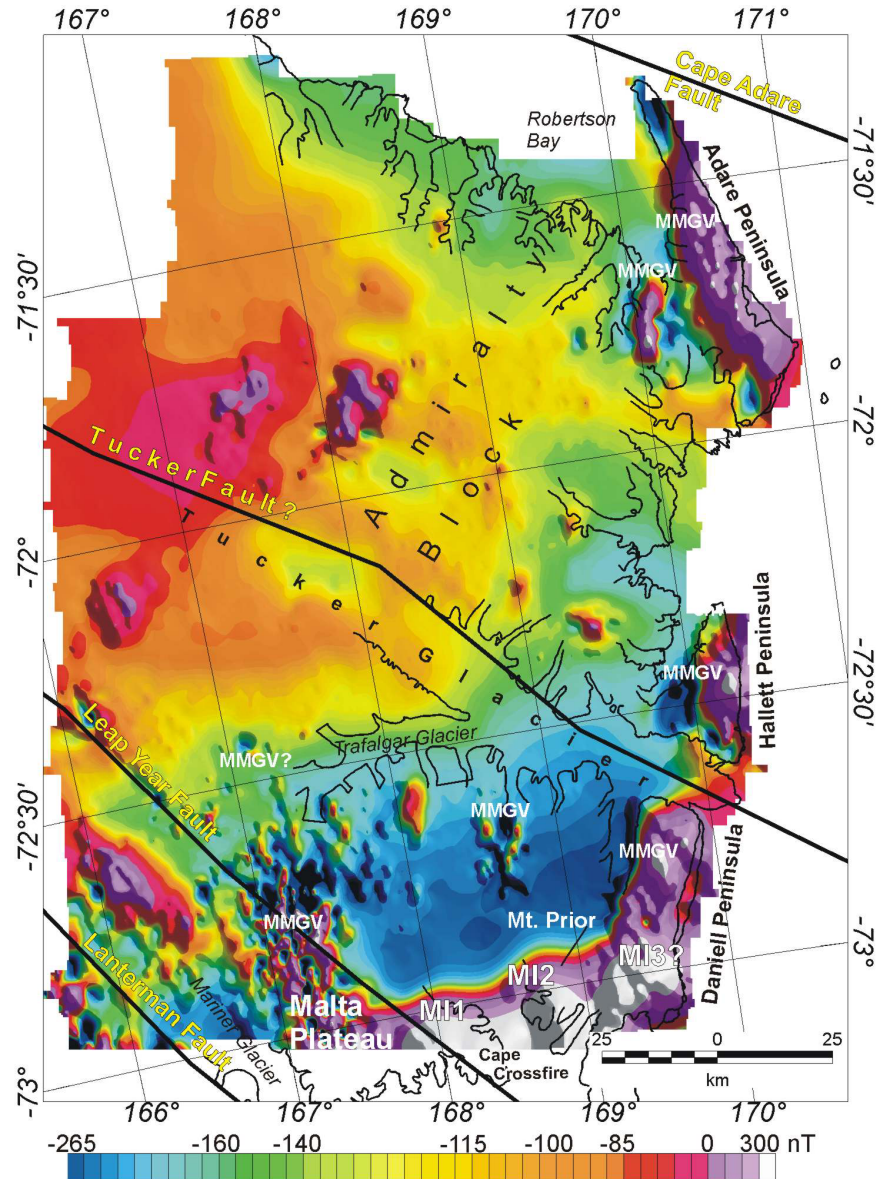 167° 168° 169° 170° 171°
Cape Adare
Fault
Robertson
Bay
-71°30'
Adare Peninsula
MMGV
MMGV
-71°30'
Admiralty
Block
-72°
Tucker Fault ?
Tucker Glacier
-72°
MMGV
Hallett Peninsula
-72°30'
Leap Year Fault
MMGV?
Trafalgar Glacier
-72°30'
MMGV
MMGV
Daniell Peninsula
MMGV
Mt. Prior
-73°
Lanterman Fault
Mariner Glacier
Malta
Plateau
MI1
MI2
MI3?
Cape
Crossfire
25 0 25
km
-73°
166° 167° 168° 169° 170°
-265 -160 -140 -115 -100 -85 0 300 nT